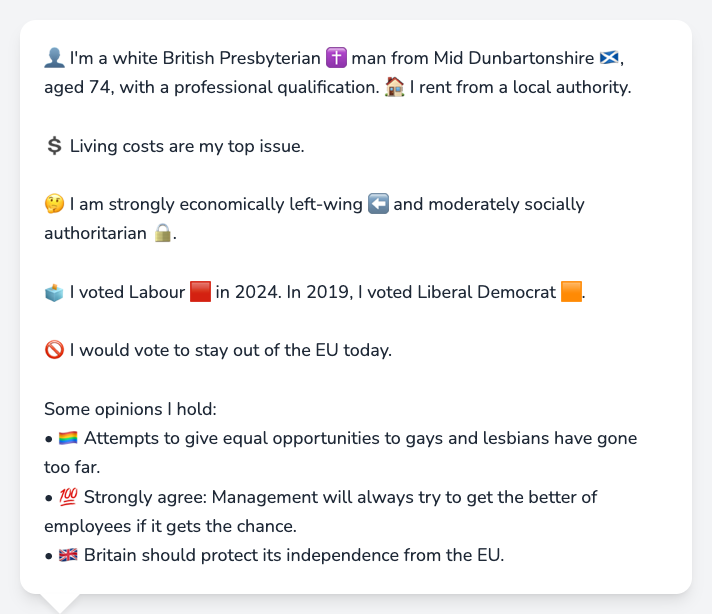 👤 I'm a white British Presbyterian ✝️ man from Mid Dunbartonshire 🏴󠁧󠁢󠁳󠁣󠁴󠁿,
aged 74, with a professional qualification. 🏠 I rent from a local authority.
💲 Living costs are my top issue.
🤔 I am strongly economically left-wing ⬅️ and moderately socially
authoritarian 🔒.
🗳️ I voted Labour 🟥 in 2024. In 2019, I voted Liberal Democrat 🟧.
🚫 I would vote to stay out of the EU today.
Some opinions I hold:
• 🏳️‍🌈 Attempts to give equal opportunities to gays and lesbians have gone
too far.
• 💯 Strongly agree: Management will always try to get the better of
employees if it gets the chance.
• 🇬🇧 Britain should protect its independence from the EU.